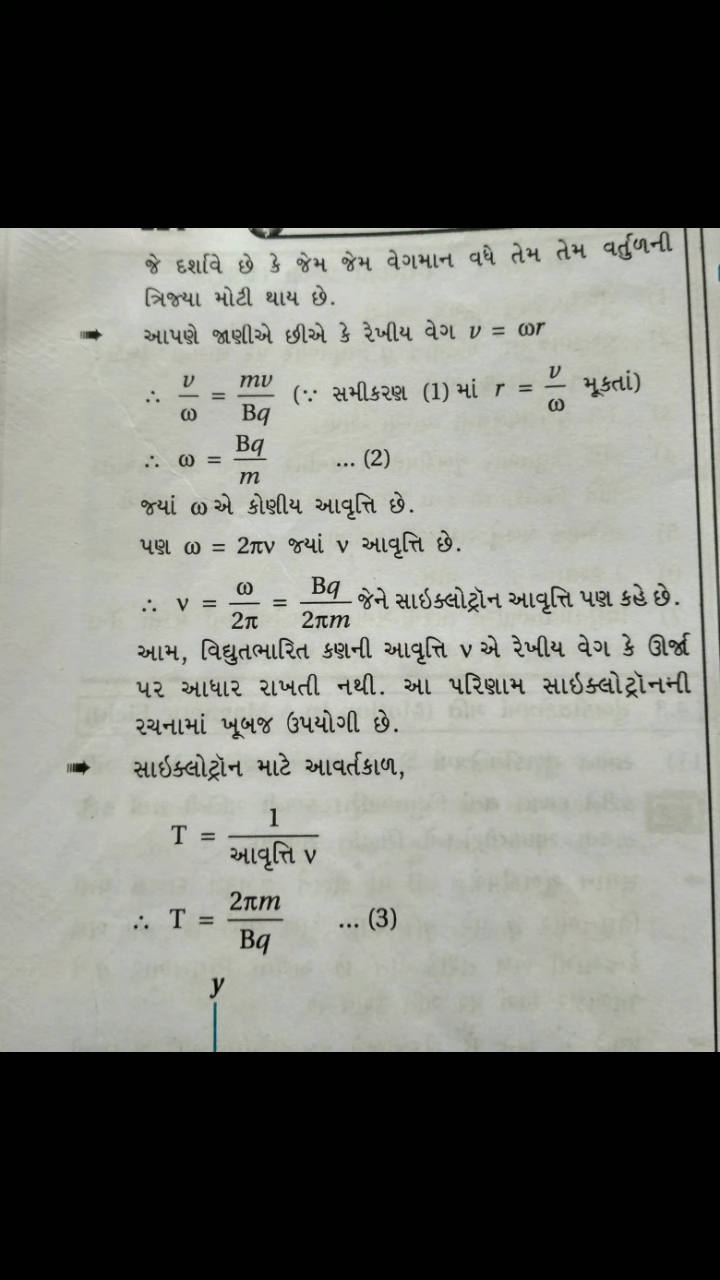 જે દર્શાવે છે કે જેમ જેમ વેગમાન વધે તેમ તેમ વર્તુળની
ત્રિજ્યા મોટી થાય છે.
➠ આપણે જાણીએ છીએ કે રેખીય વેગ v = ωr
∴ v/ω = mv/Bq (∵ સમીકરણ (1) માં r = v/ω મૂકતાં)
∴ ω = Bq/m ... (2)
જ્યાં ω એ કોણીય આવૃત્તિ છે.
પણ ω = 2πν જ્યાં ν આવૃત્તિ છે.
∴ ν = ω/2π = Bq/2πm જેને સાઇક્લોટ્રૉન આવૃત્તિ પણ કહે છે.
આમ, વિદ્યુતભારિત કણની આવૃત્તિ ν એ રેખીય વેગ કે ઊર્જા
પર આધાર રાખતી નથી. આ પરિણામ સાઇક્લોટ્રૉનની
રચનામાં ખૂબજ ઉપયોગી છે.
➠ સાઇક્લોટ્રૉન માટે આવર્તકાળ,
T = 1/આવૃત્તિ ν
∴ T = 2πm/Bq ... (3)
y